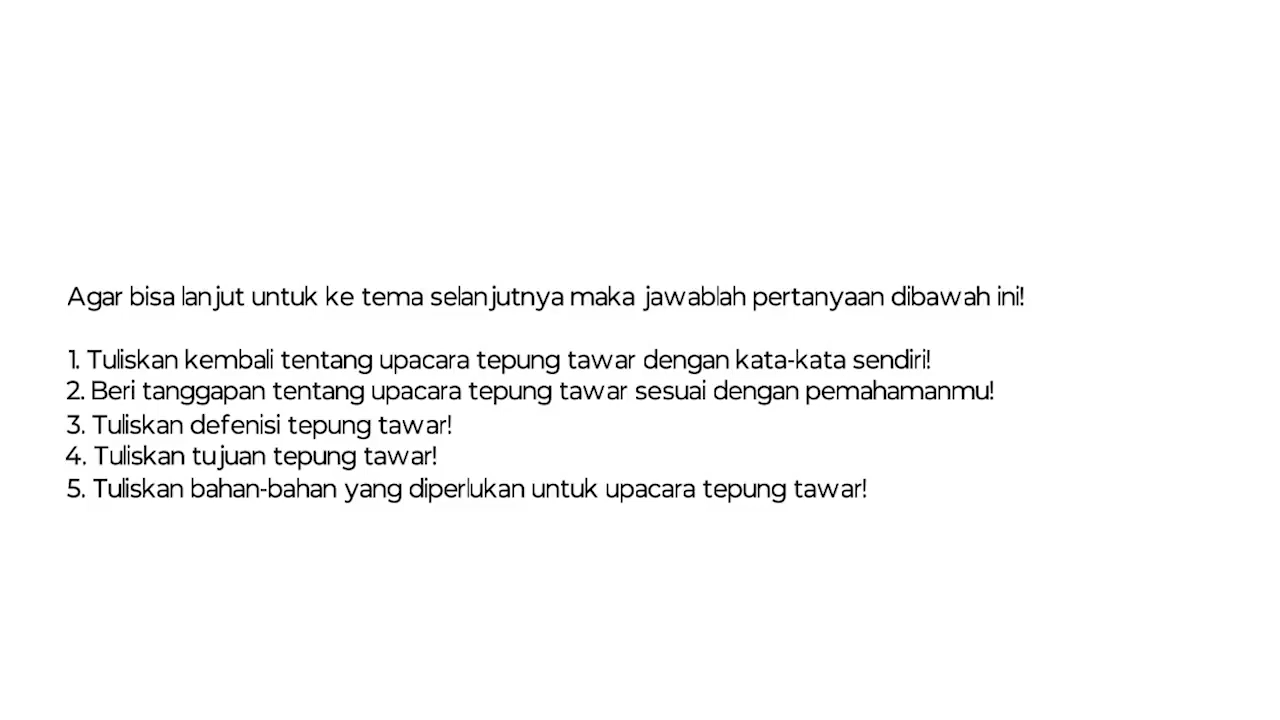 Agar bisa lanjut untuk ke tema selanjutnya maka jawablah pertanyaan dibawah ini!
1. Tuliskan kembali tentang upacara tepung tawar dengan kata-kata sendiri!
2. Beri tanggapan tentang upacara tepung tawar sesuai dengan pemahamanmu!
3. Tuliskan defenisi tepung tawar!
4. Tuliskan tujuan tepung tawar!
5. Tuliskan bahan-bahan yang diperlukan untuk upacara tepung tawar!